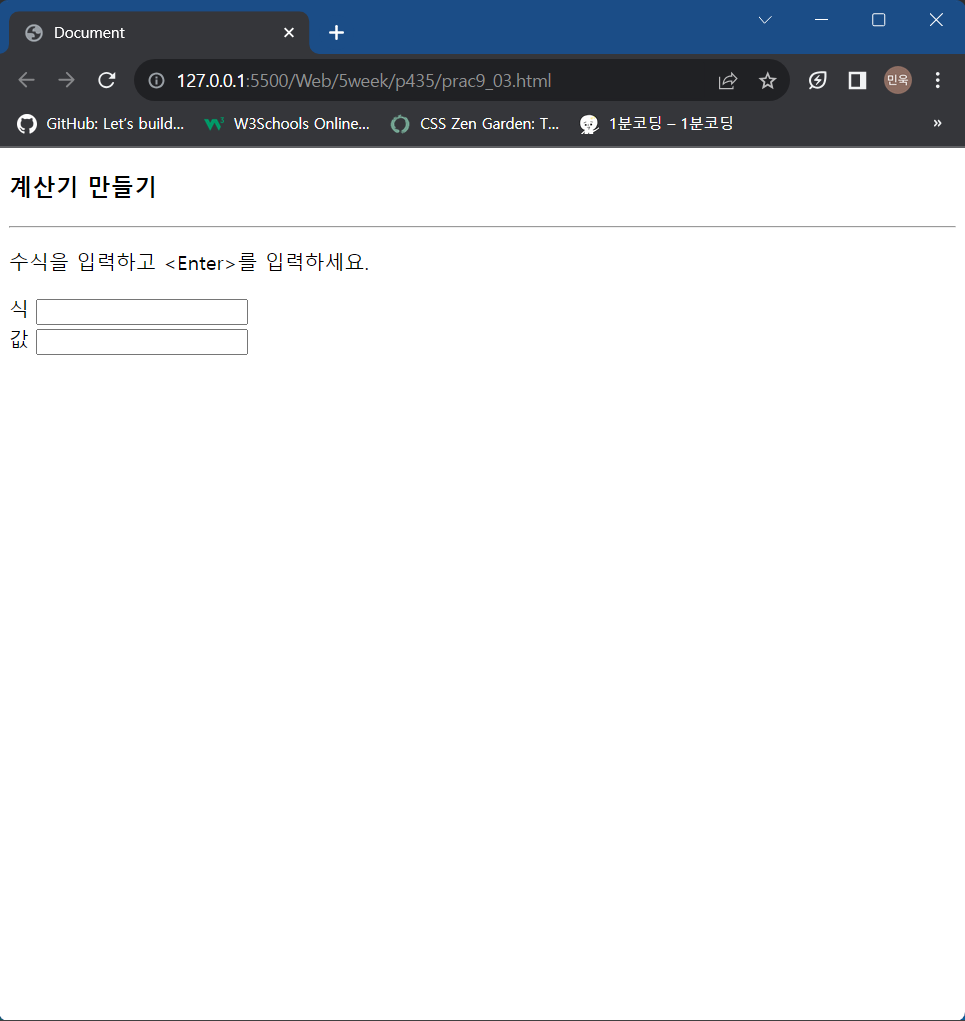 Document
127.0.0.1:5500/Web/5week/p435/prac9_03.html
민욱
GitHub: Let's build... W3Schools Online... CSS Zen Garden: T... 1분코딩 – 1분코딩 »
계산기 만들기
수식을 입력하고 <Enter>를 입력하세요.
식
값